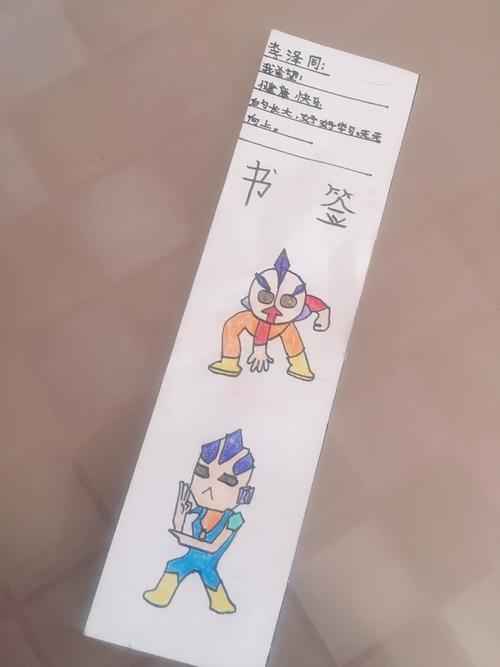 李泽同:
我希望:
健康 快乐
的长大,好好学习,天天
向上。
书 签